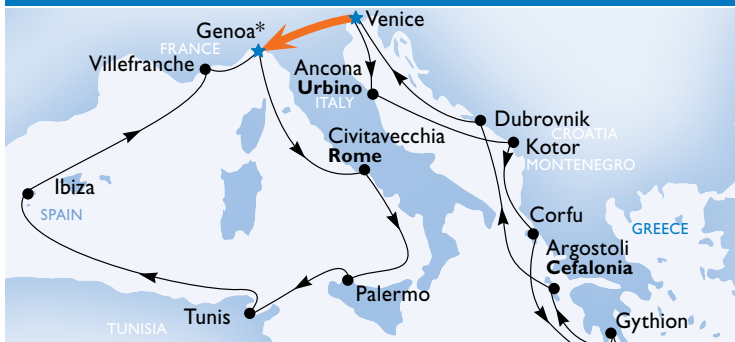 Genoa*
Venice
FRANCE
Villefranche
Ancona
Urbino
ITALY
Dubrovnik
CROATIA
Kotor
MONTENEGRO
Civitavecchia
Rome
Ibiza
SPAIN
Corfu
GREECE
Argostoli
Cefalonia
Palermo
Tunis
TUNISIA
Gythion